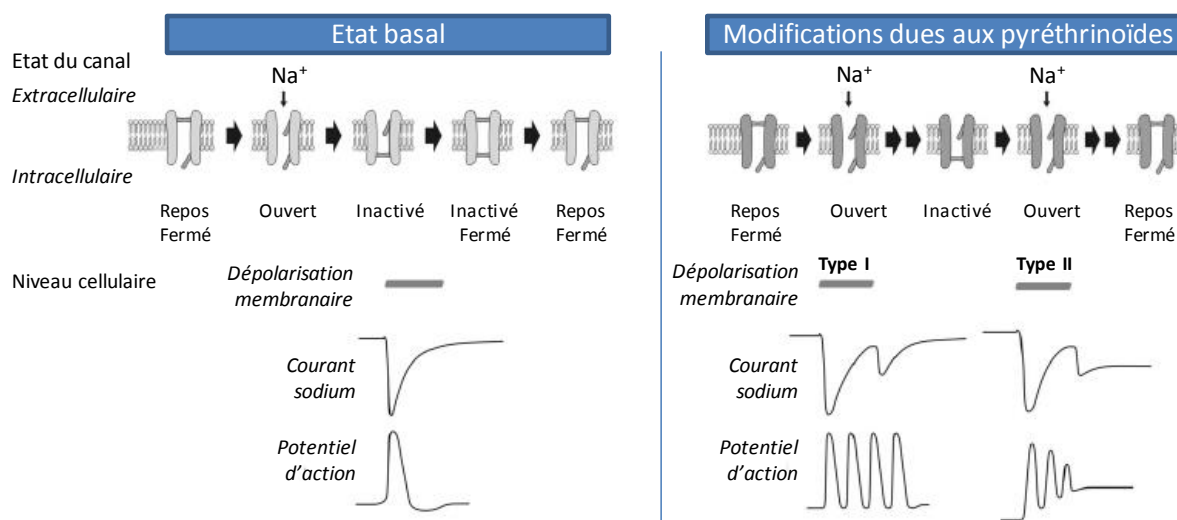 Etat basal
Modifications dues aux pyréthrinoïdes
Etat du canal
Extracellulaire
Na⁺
Na⁺
Na⁺
Intracellulaire
Repos
Fermé
Ouvert
Inactivé
Inactivé
Fermé
Repos
Fermé
Repos
Fermé
Ouvert
Inactivé
Ouvert
Repos
Fermé
Niveau cellulaire
Dépolarisation
membranaire
Dépolarisation
membranaire
Type I
Type II
Courant
sodium
Courant
sodium
Potentiel
d’action
Potentiel
d’action